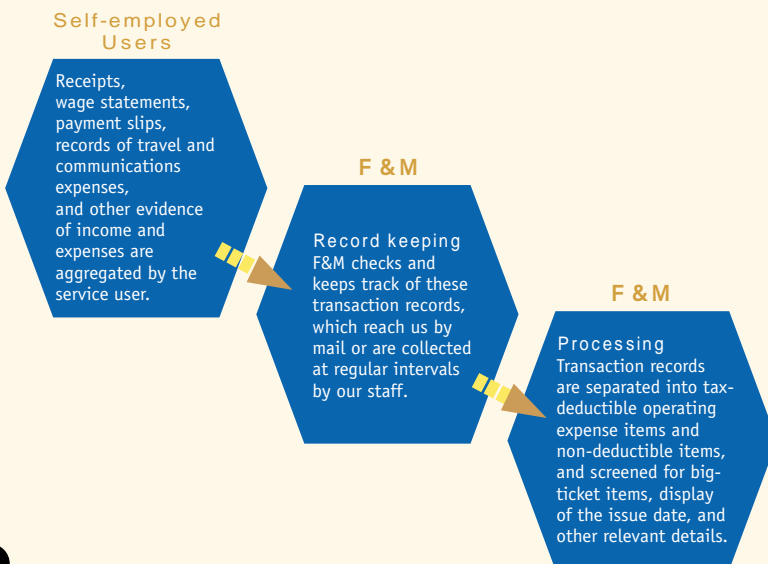 Self-employed
Users
Receipts,
wage statements,
payment slips,
records of travel and
communications
expenses,
and other evidence
of income and
expenses are
aggregated by the
service user.
F & M
Record keeping
F&M checks and
keeps track of these
transaction records,
which reach us by
mail or are collected
at regular intervals
by our staff.
F & M
Processing
Transaction records
are separated into tax-
deductible operating
expense items and
non-deductible items,
and screened for big-
ticket items, display
of the issue date, and
other relevant details.